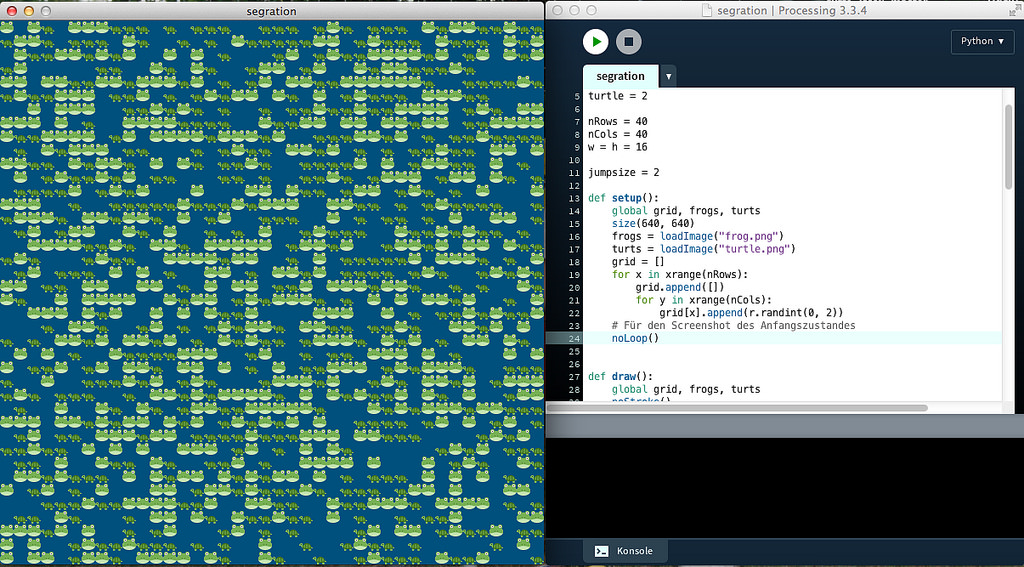 segration
segration | Processing 3.3.4
Python ▾
segration
5 turtle = 2
6
7 nRows = 40
8 nCols = 40
9 w = h = 16
10
11 jumpsize = 2
12
13 def setup():
14 global grid, frogs, turts
15 size(640, 640)
16 frogs = loadImage("frog.png")
17 turts = loadImage("turtle.png")
18 grid = []
19 for x in xrange(nRows):
20 grid.append([])
21 for y in xrange(nCols):
22 grid[x].append(r.randint(0, 2))
23 # Für den Screenshot des Anfangszustandes
24 noLoop()
25
26
27 def draw():
28 global grid, frogs, turts
noStroke()
Konsole